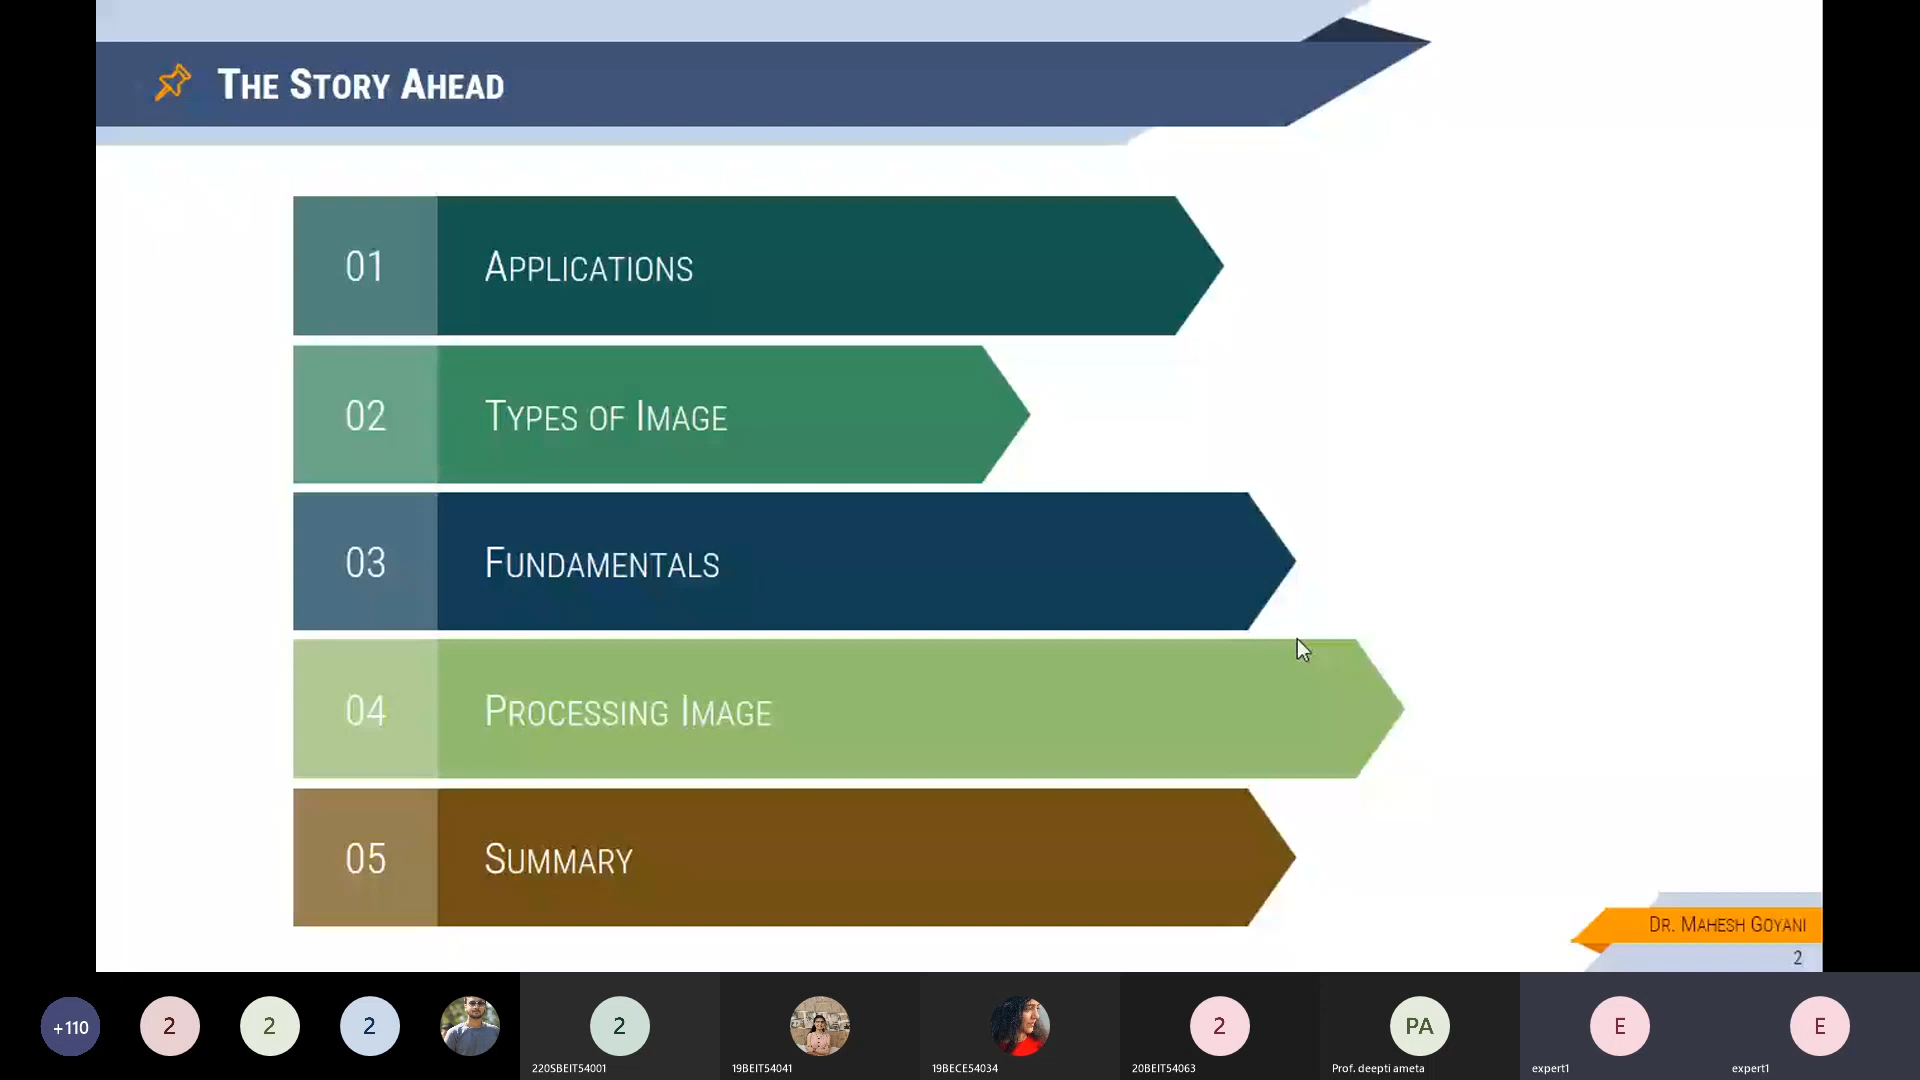 THE STORY AHEAD
01 APPLICATIONS
02 TYPES OF IMAGE
03 FUNDAMENTALS
04 PROCESSING IMAGE
05 SUMMARY
DR. MAHESH GOYANI
2
+110 2 2 2 2 2 PA E E
220SBEIT54001 19BEIT54041 19BECE54034 20BEIT54063 Prof. deepti ameta expert1 expert1